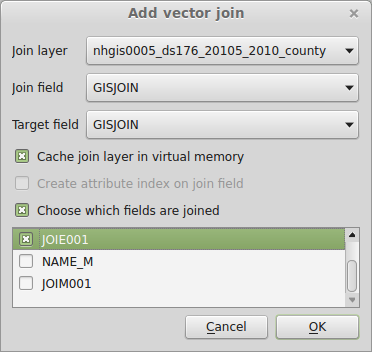 Add vector join
Join layer nhgis0005_ds176_20105_2010_county
Join field GISJOIN
Target field GISJOIN
Cache join layer in virtual memory
Create attribute index on join field
Choose which fields are joined
JOIE001
NAME_M
JOIM001
Cancel OK